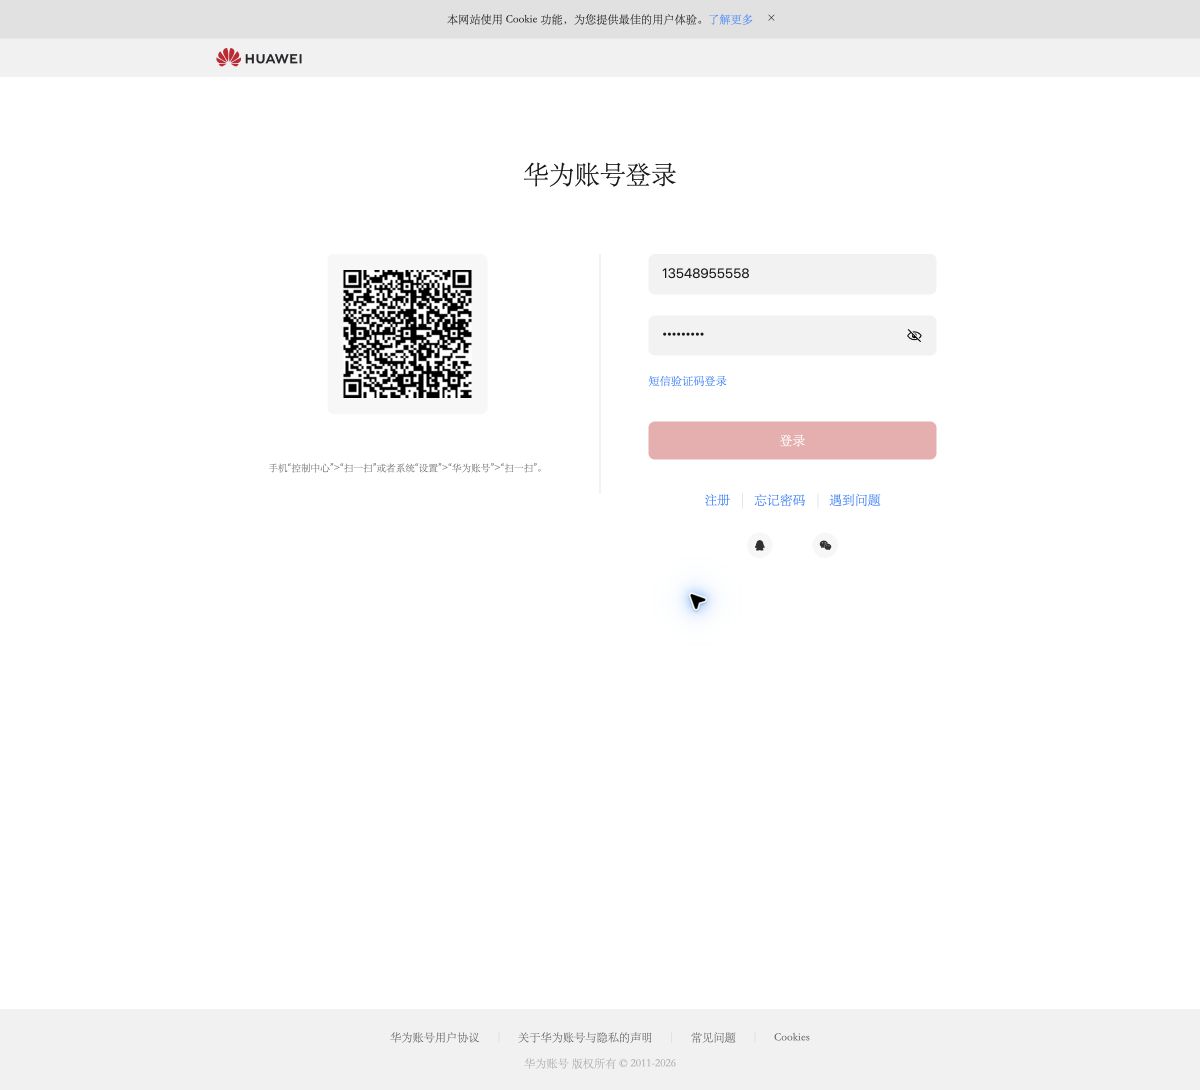 本网站使用 Cookie 功能，为您提供最佳的用户体验。了解更多 ×
HUAWEI
华为账号登录
13548955558
•••••••••
短信验证码登录
登录
手机“控制中心”>“扫一扫”或者系统“设置”>“华为账号”>“扫一扫”。
注册 | 忘记密码 | 遇到问题
华为账号用户协议 | 关于华为账号与隐私的声明 | 常见问题 | Cookies
华为账号 版权所有 © 2011-2026